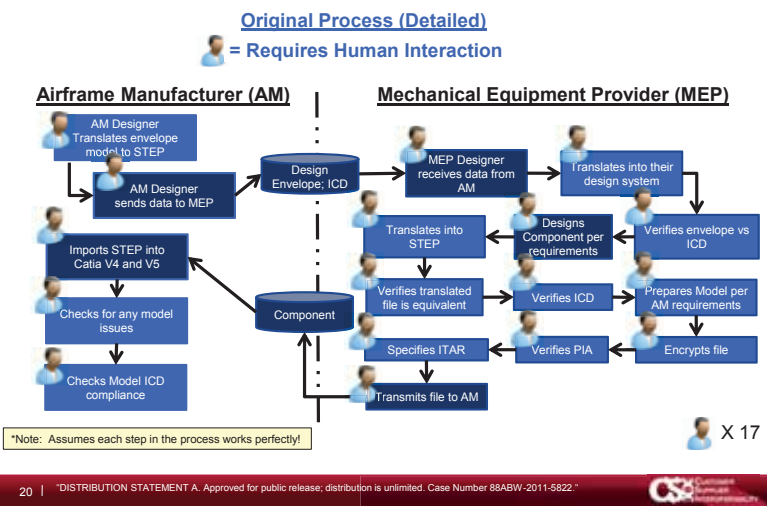 Original Process (Detailed)
= Requires Human Interaction
Airframe Manufacturer (AM)
Mechanical Equipment Provider (MEP)
AM Designer
Translates envelope
model to STEP
AM Designer
sends data to MEP
Design
Envelope; ICD
MEP Designer
receives data from
AM
Translates into their
design system
Verifies envelope vs
ICD
Designs
Component per
requirements
Translates into
STEP
Verifies translated
file is equivalent
Verifies ICD
Prepares Model per
AM requirements
Encrypts file
Verifies PIA
Specifies ITAR
Transmits file to AM
Component
Imports STEP into
Catia V4 and V5
Checks for any model
issues
Checks Model ICD
compliance
X 17
*Note: Assumes each step in the process works perfectly!
20 | "DISTRIBUTION STATEMENT A. Approved for public release; distribution is unlimited. Case Number 88ABW-2011-5822."
CSI
CUSTOMER
SUPPLIER
INTEROPERABILITY